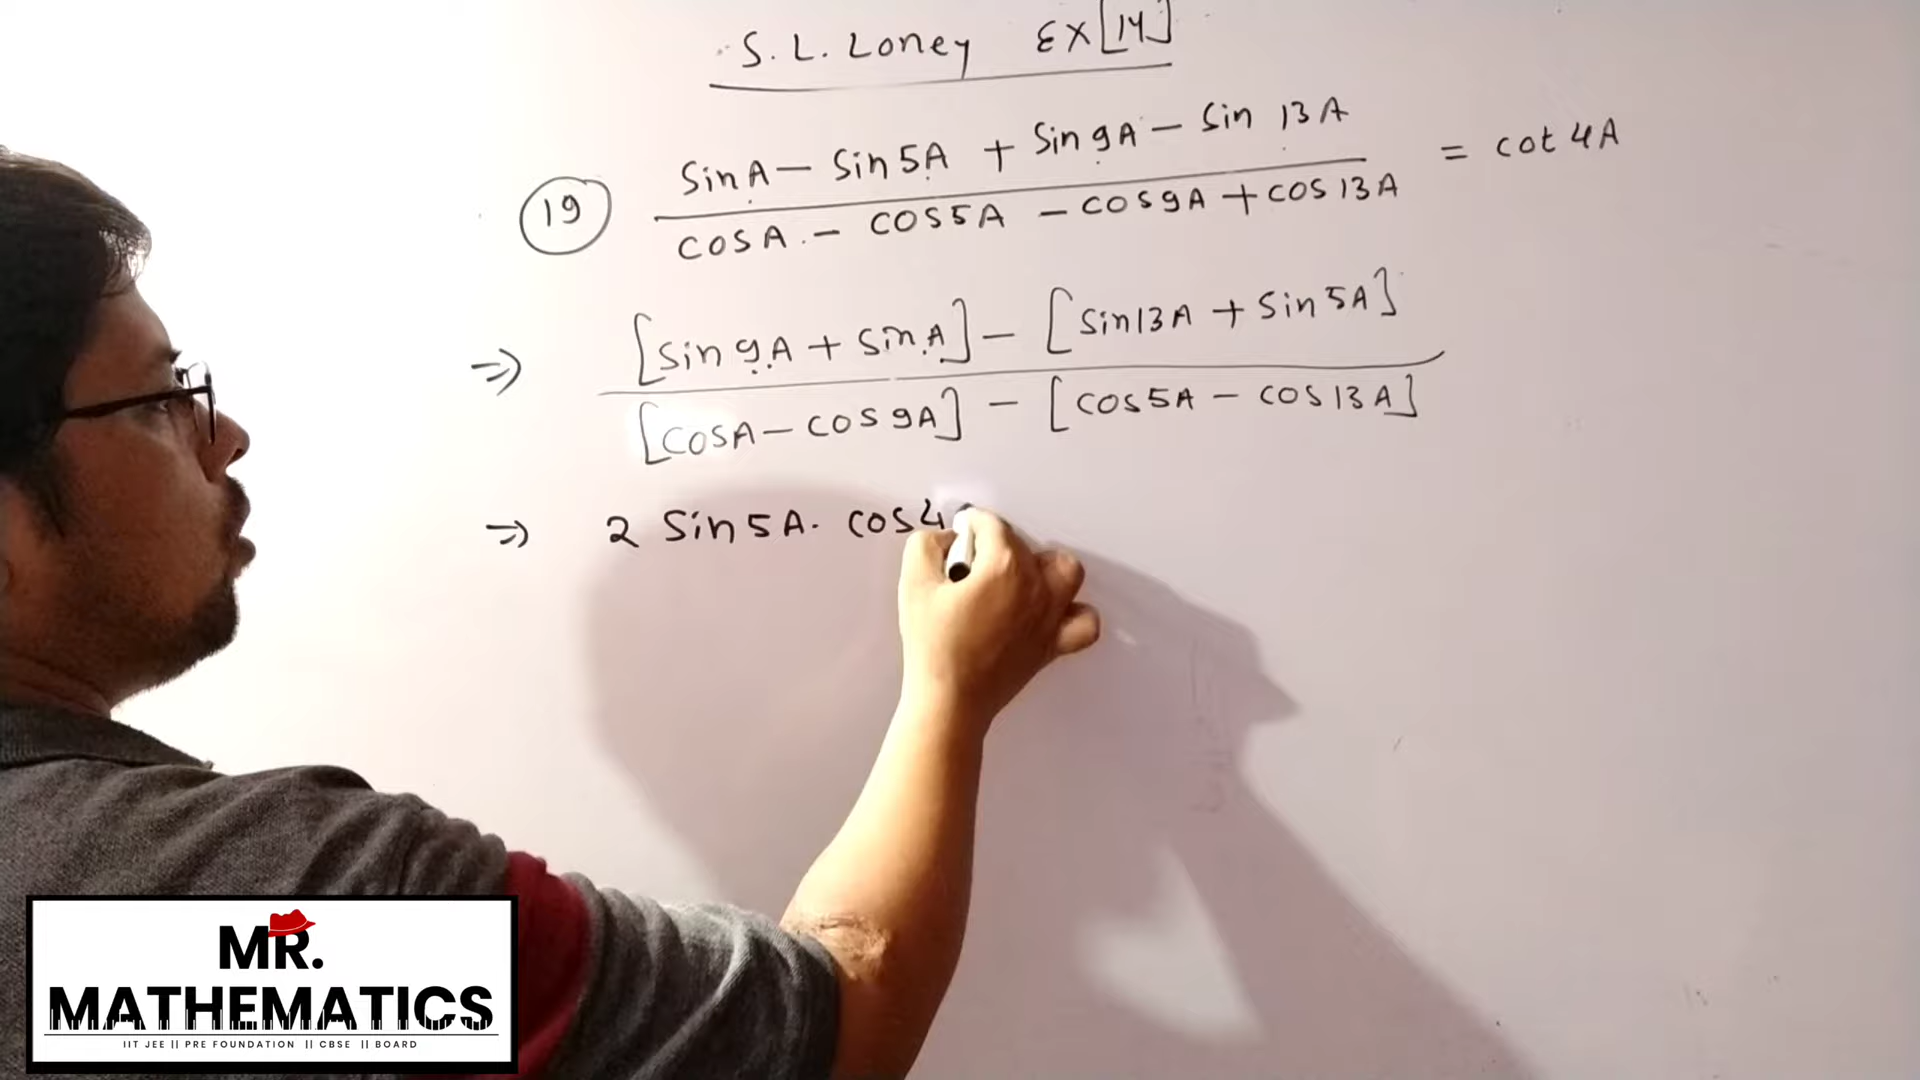 S. L. Loney EX [14]
(19) (Sin A − Sin 5A + Sin 9A − Sin 13A) / (COS A − COS 5A − COS 9A + COS 13A) = cot 4A
⇒ ([Sin 9A + Sin A] − [Sin 13A + Sin 5A]) / ([COS A − COS 9A] − [COS 5A − COS 13A])
⇒ 2 Sin 5A · cos 4
MR.
MATHEMATICS
IIT JEE || PRE FOUNDATION || CBSE || BOARD